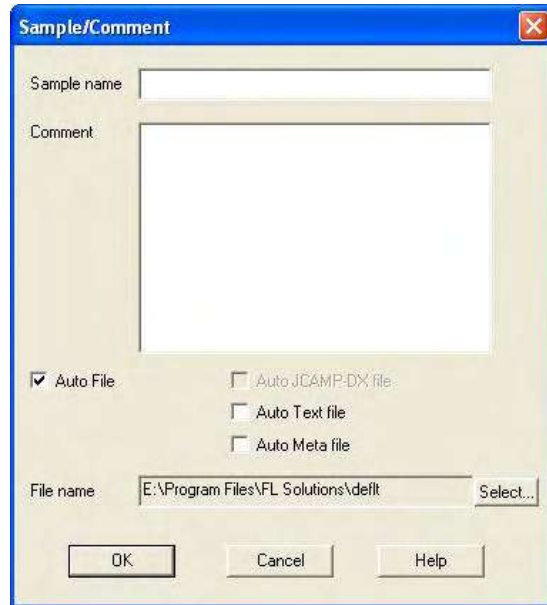 Sample/Comment
Sample name
Comment
Auto File
Auto JCAMP-DX file
Auto Text file
Auto Meta file
File name E:\Program Files\FL Solutions\deflt Select...
OK Cancel Help